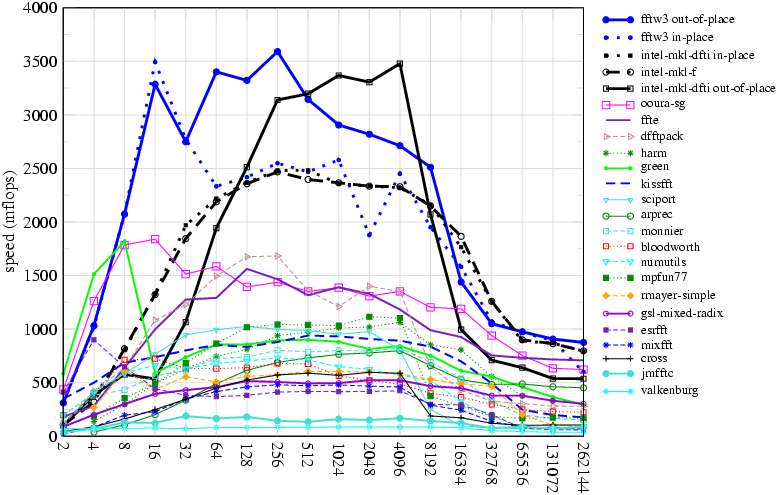 4000
3500
3000
2500
2000
1500
1000
500
0
speed (mflops)
2
4
8
16
32
64
128
256
512
1024
2048
4096
8192
16384
32768
65536
131072
262144
fftw3 out-of-place
fftw3 in-place
intel-mkl-dfti in-place
intel-mkl-f
intel-mkl-dfti out-of-place
ooura-sg
ffte
dfftpack
harm
green
kissfft
sciport
arprec
monnier
bloodworth
numutils
mpfun77
rmayer-simple
gsl-mixed-radix
esrfft
mixfft
cross
jmfftc
valkenburg